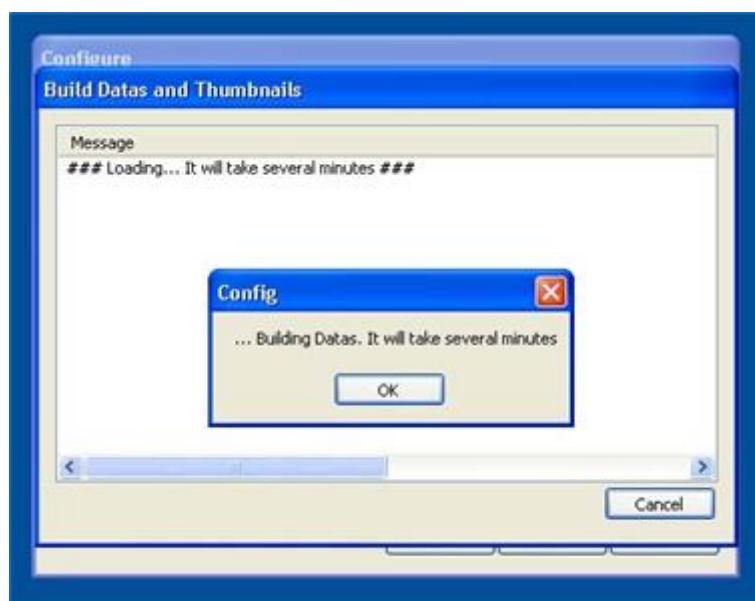 Configure
Build Datas and Thumbnails
Message
### Loading... It will take several minutes ###
Config
... Building Datas. It will take several minutes
OK
Cancel